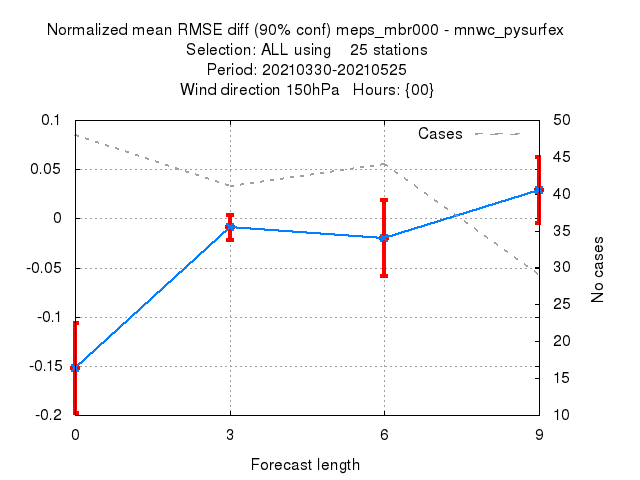 Normalized mean RMSE diff (90% conf) meps_mbr000 - mnwc_pysurfex
Selection: ALL using    25 stations
Period: 20210330-20210525
Wind direction 150hPa   Hours: {00}
Cases
0.1
0.05
0
-0.05
-0.1
-0.15
-0.2
50
45
40
35
30
25
20
15
10
No cases
0 3 6 9
Forecast length